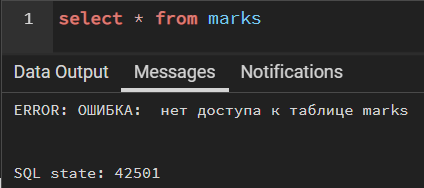 1 select * from marks
Data Output Messages Notifications
ERROR: ОШИБКА: нет доступа к таблице marks
SQL state: 42501